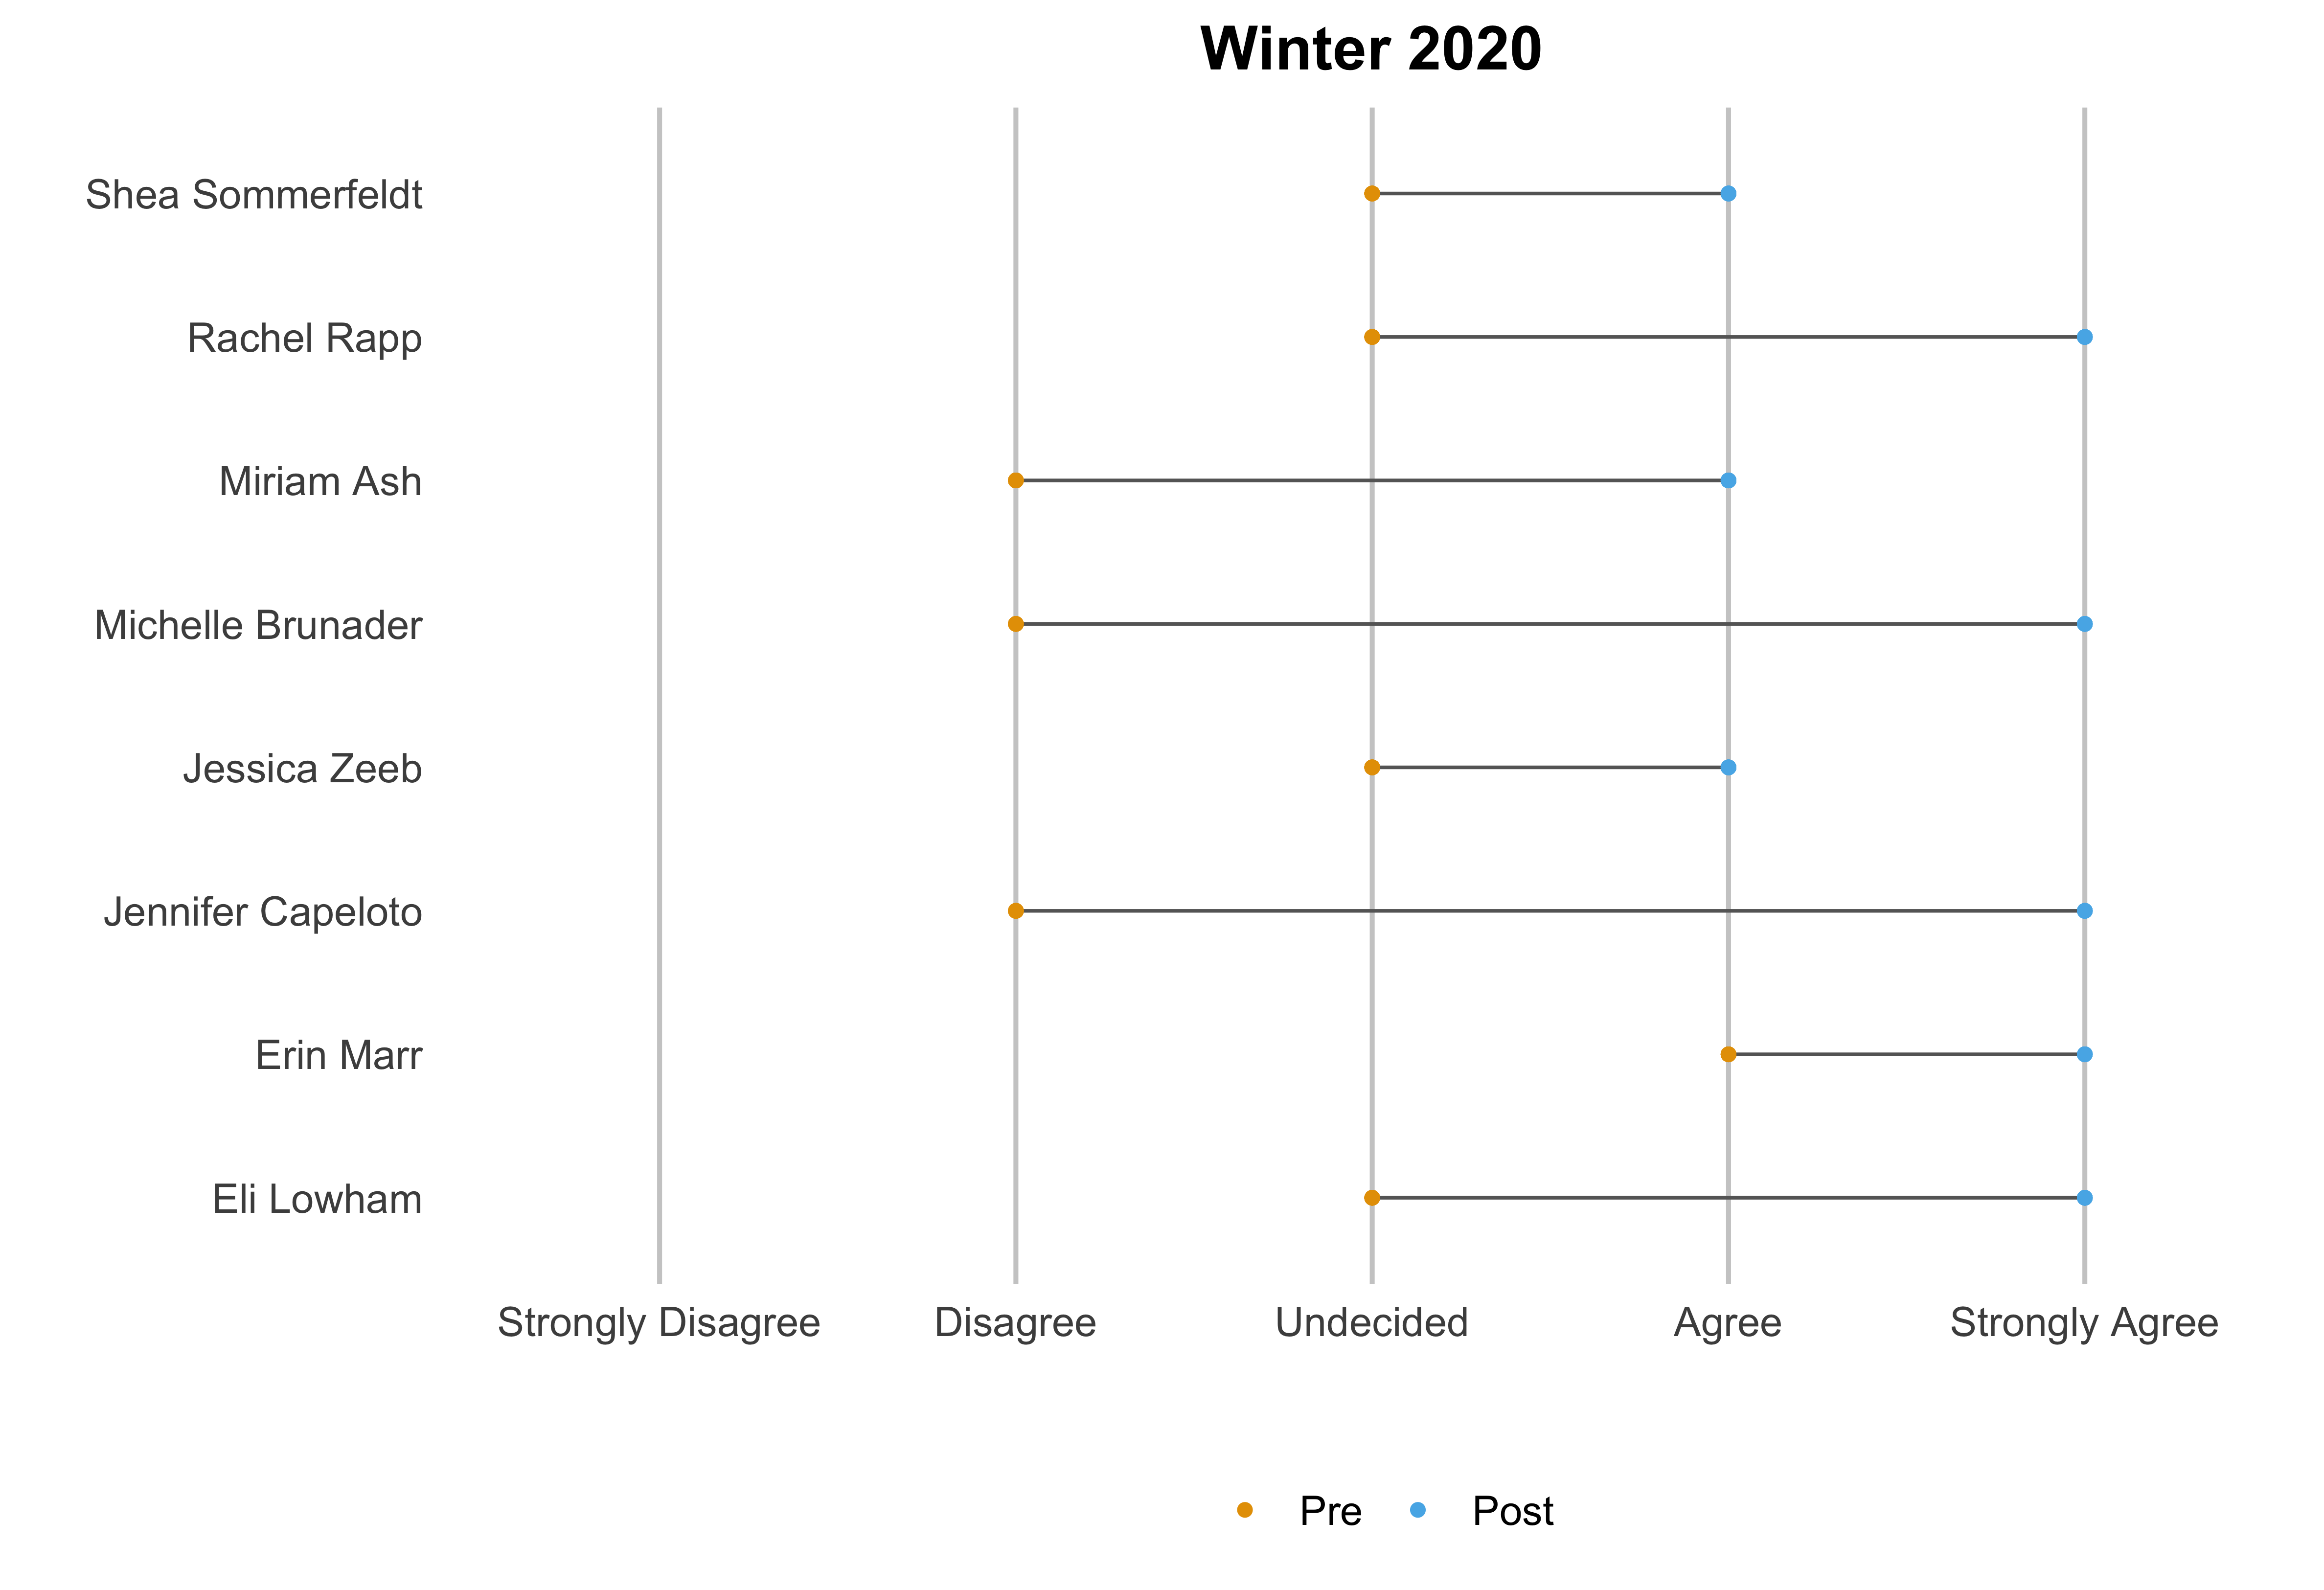 Winter 2020
Shea Sommerfeldt
Rachel Rapp
Miriam Ash
Michelle Brunader
Jessica Zeeb
Jennifer Capeloto
Erin Marr
Eli Lowham
Strongly Disagree Disagree Undecided Agree Strongly Agree
Pre Post